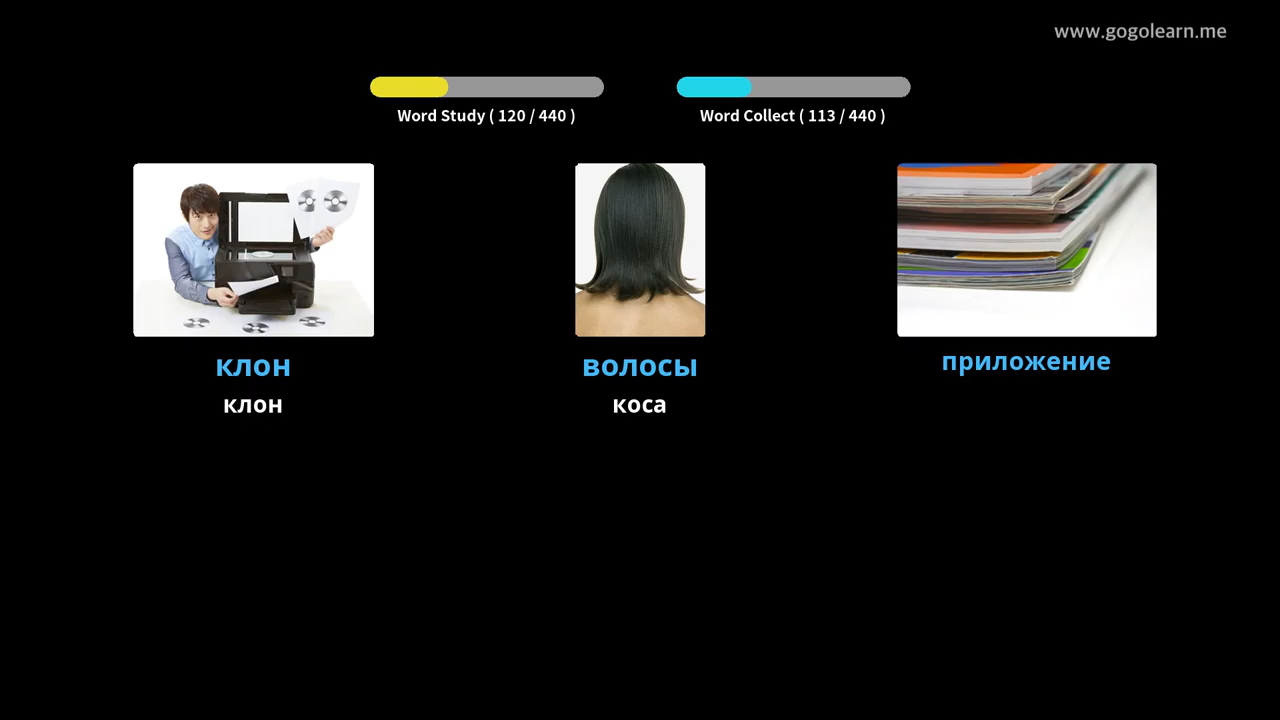 www.gogolearn.me
Word Study ( 120 / 440 )
Word Collect ( 113 / 440 )
клон
волосы
приложение
клон
коса